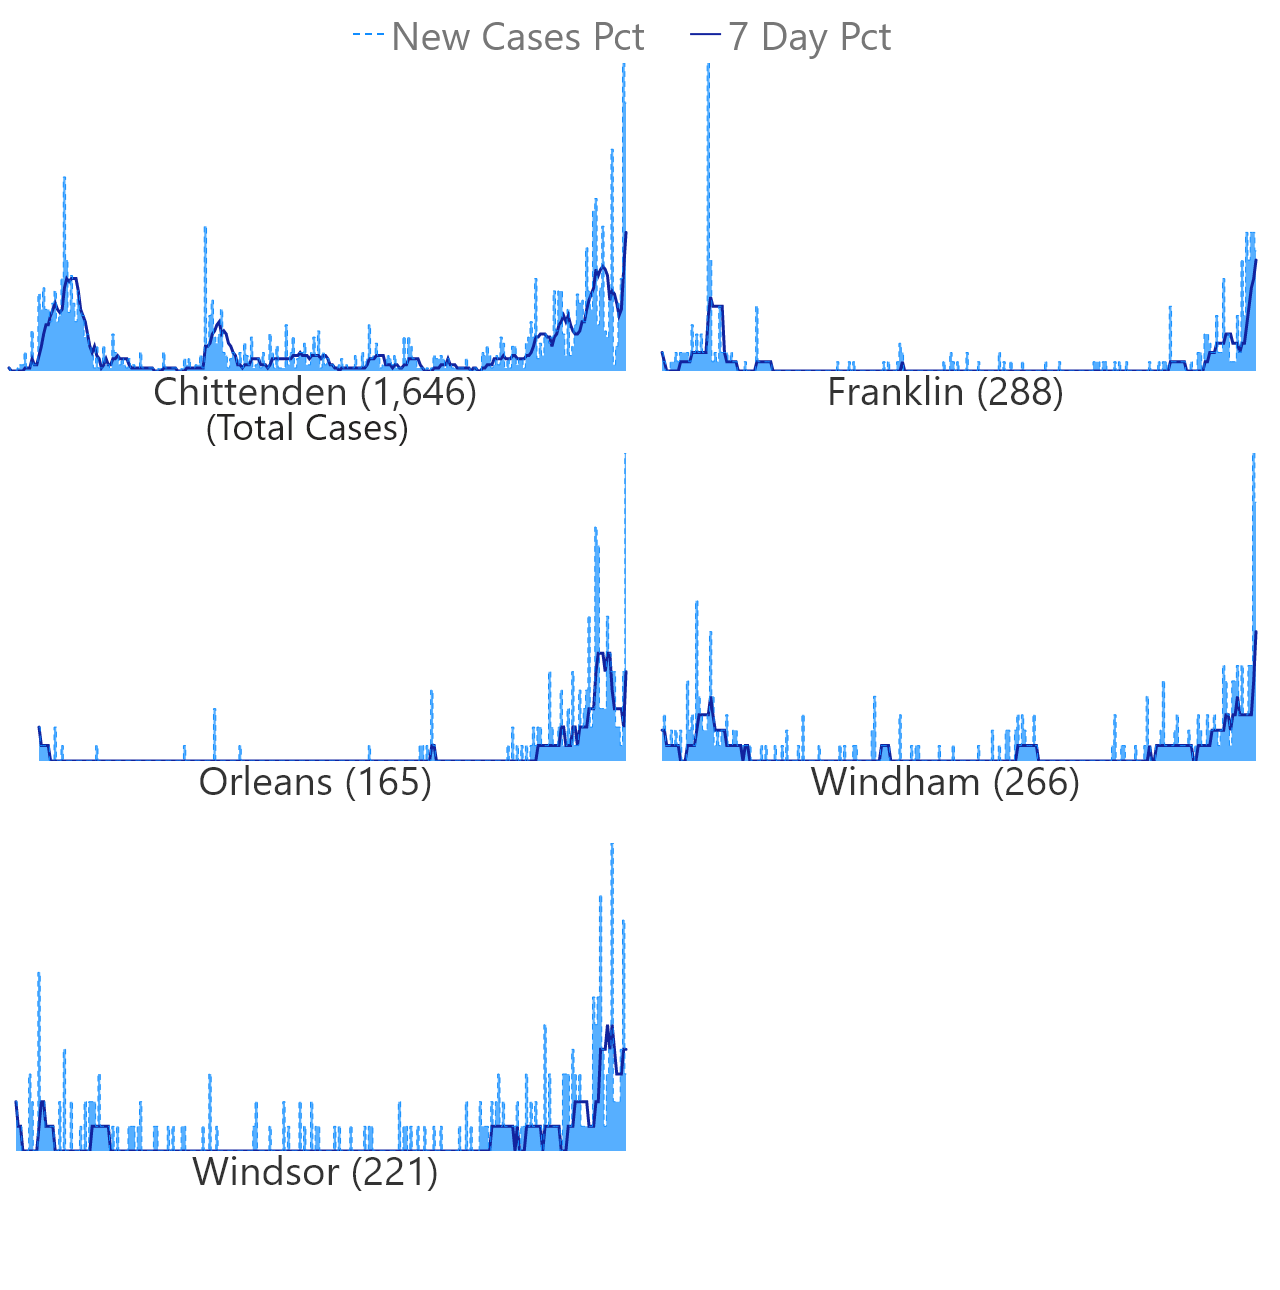 New Cases Pct 7 Day Pct
Chittenden (1,646)
(Total Cases)
Franklin (288)
Orleans (165)
Windham (266)
Windsor (221)